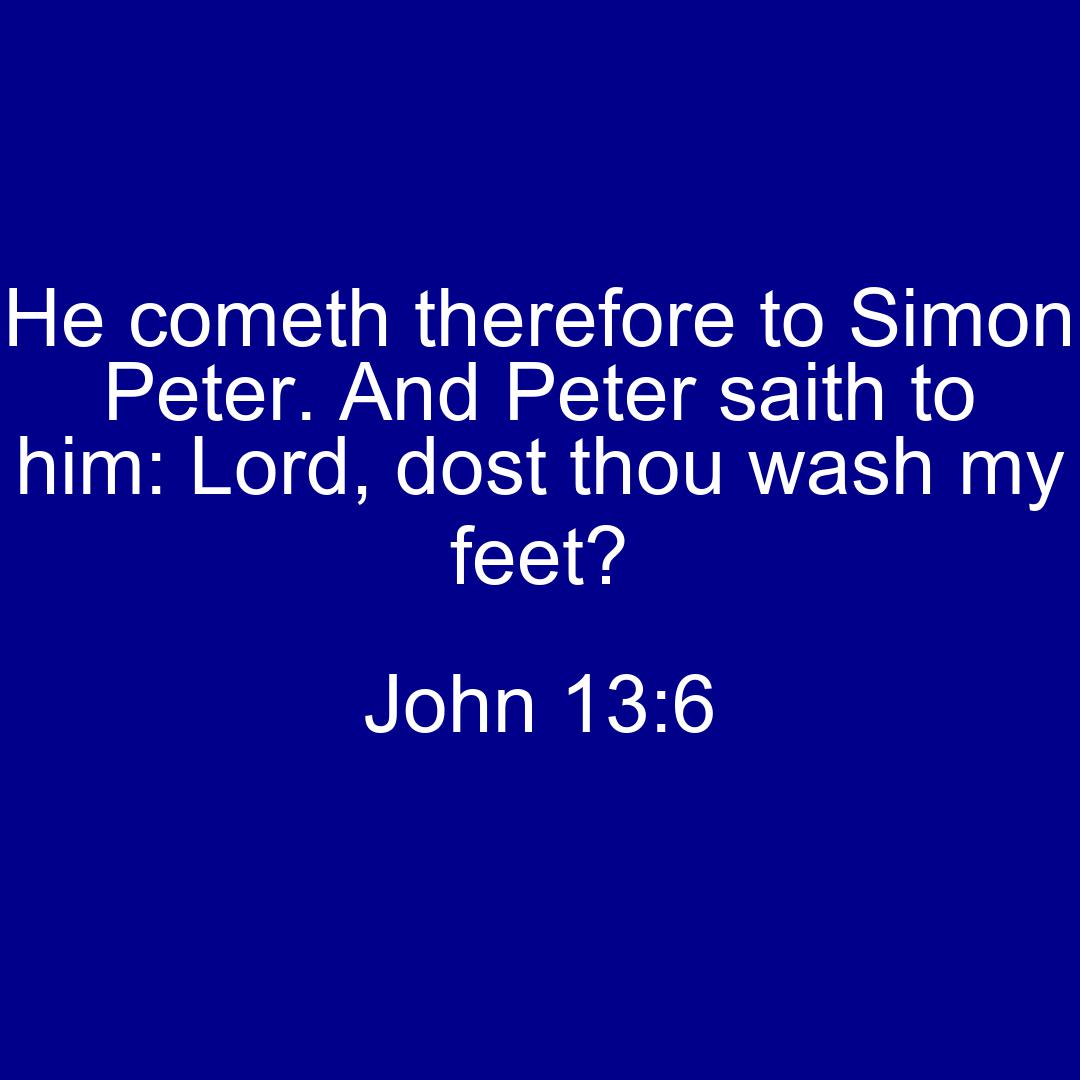 He cometh therefore to Simon
Peter. And Peter saith to
him: Lord, dost thou wash my
feet?
John 13:6